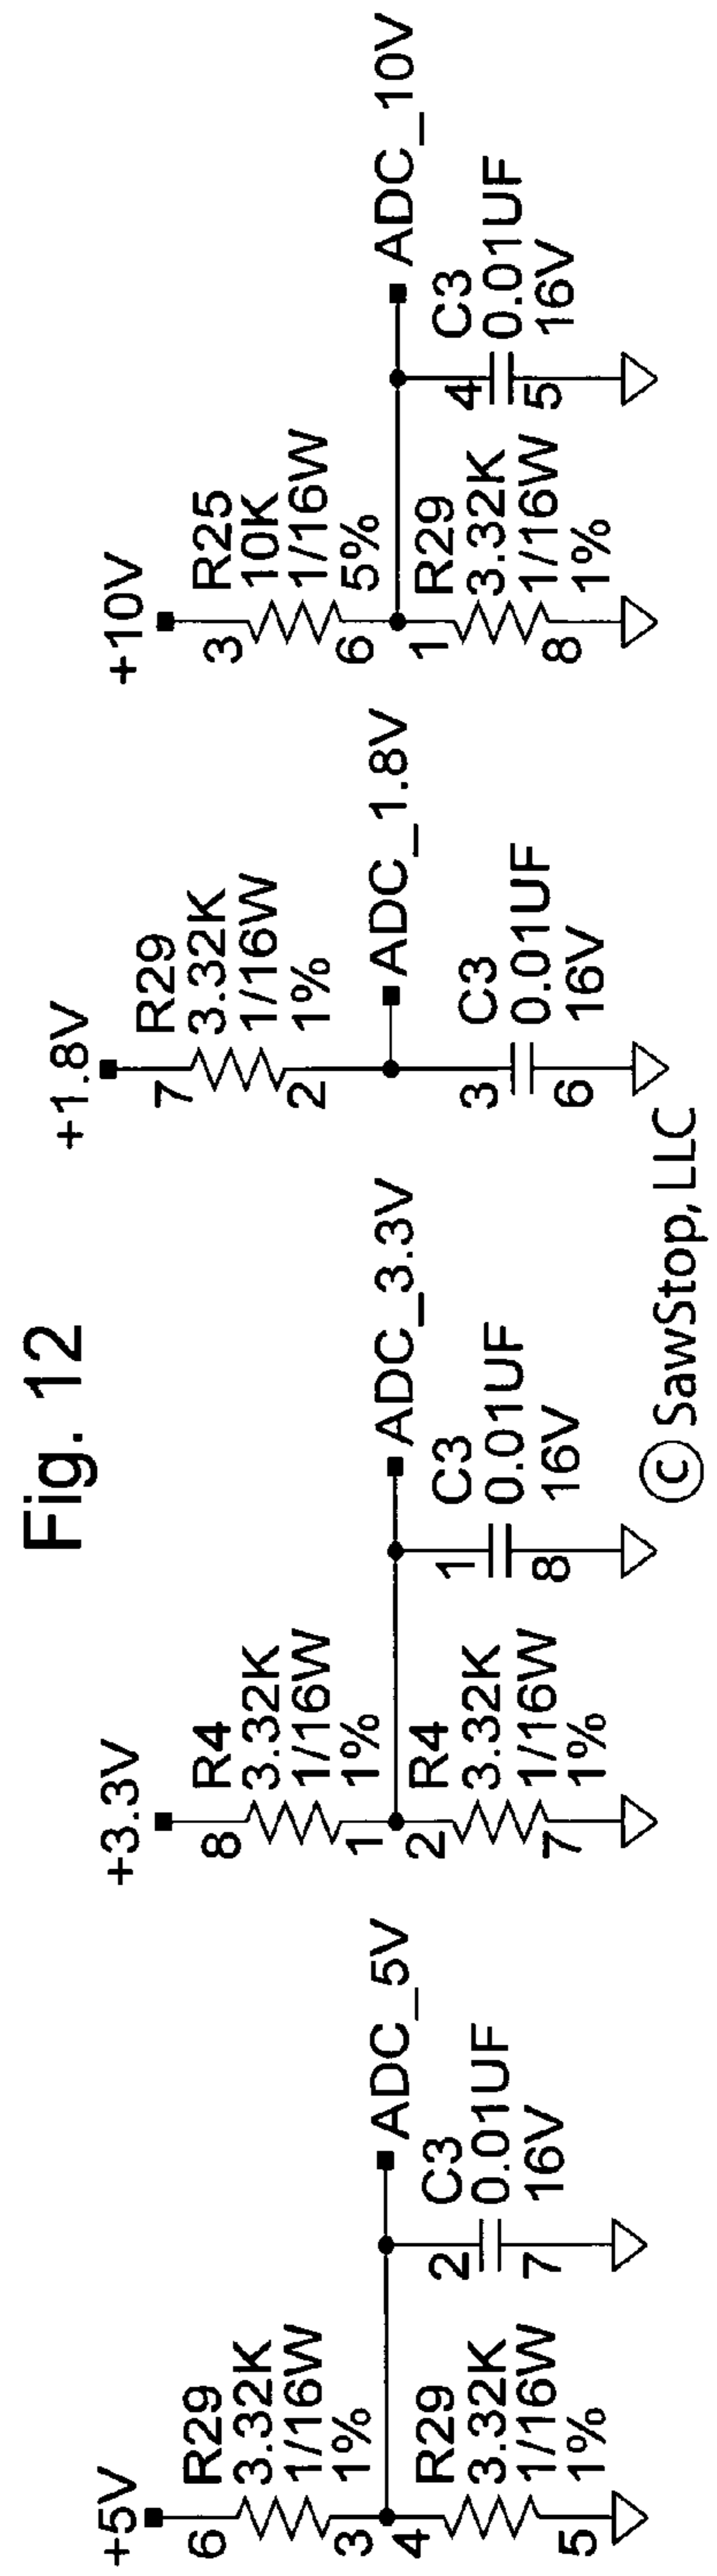 Fig. 12
+5V
6
R29
3.32K
1/16W
1%
3
ADC_5V
4
R29
3.32K
1/16W
1%
5
2
C3
0.01UF
16V
7
+3.3V
8
R4
3.32K
1/16W
1%
1
ADC_3.3V
2
R4
3.32K
1/16W
1%
7
1
C3
0.01UF
16V
8
+1.8V
7
R29
3.32K
1/16W
1%
2
ADC_1.8V
3
C3
0.01UF
16V
6
+10V
3
R25
10K
1/16W
5%
6
ADC_10V
1
R29
3.32K
1/16W
1%
8
4
C3
0.01UF
16V
5
© SawStop, LLC